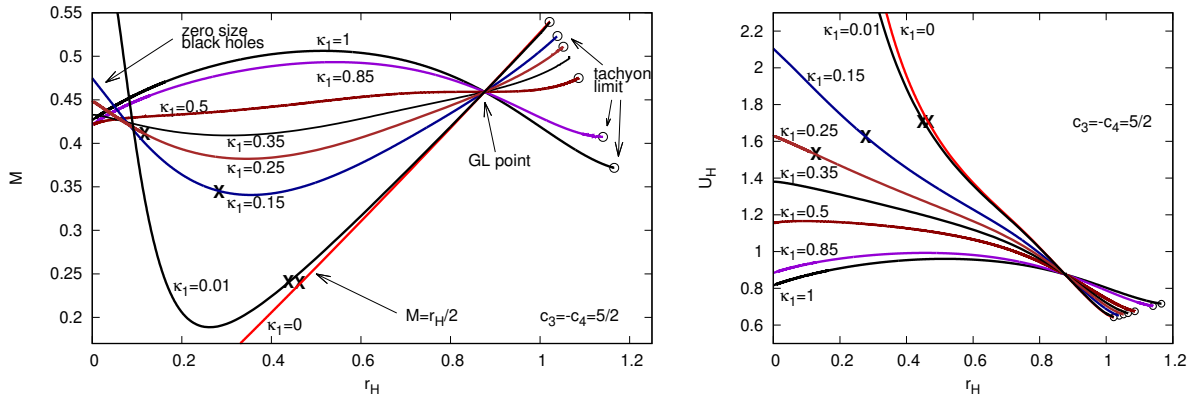 0.55
0.5
0.45
0.4
0.35
0.3
0.25
0.2
M
0
0.2
0.4
0.6
0.8
1
1.2
r_H
zero size
black holes
κ₁=1
κ₁=0.85
κ₁=0.5
κ₁=0.35
κ₁=0.25
κ₁=0.15
κ₁=0.01
κ₁=0
X
X
X
X
tachyon
limit
GL point
M=r_H/2
c₃=-c₄=5/2
2.2
2
1.8
1.6
1.4
1.2
1
0.8
0.6
U_H
0
0.2
0.4
0.6
0.8
1
1.2
r_H
κ₁=0.01
κ₁=0
κ₁=0.15
κ₁=0.25
κ₁=0.35
κ₁=0.5
κ₁=0.85
κ₁=1
X
X
X
X
c₃=-c₄=5/2